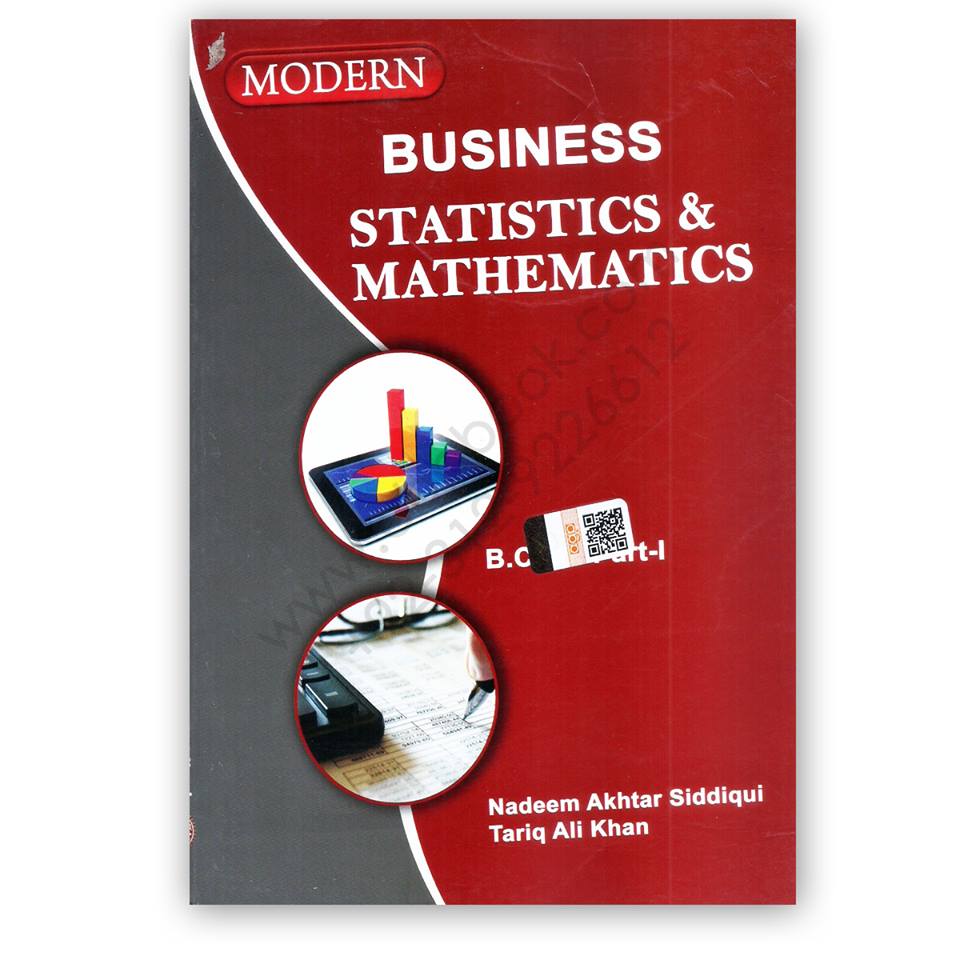 MODERN
BUSINESS
STATISTICS &
MATHEMATICS
Nadeem Akhtar Siddiqui
Tariq Ali Khan